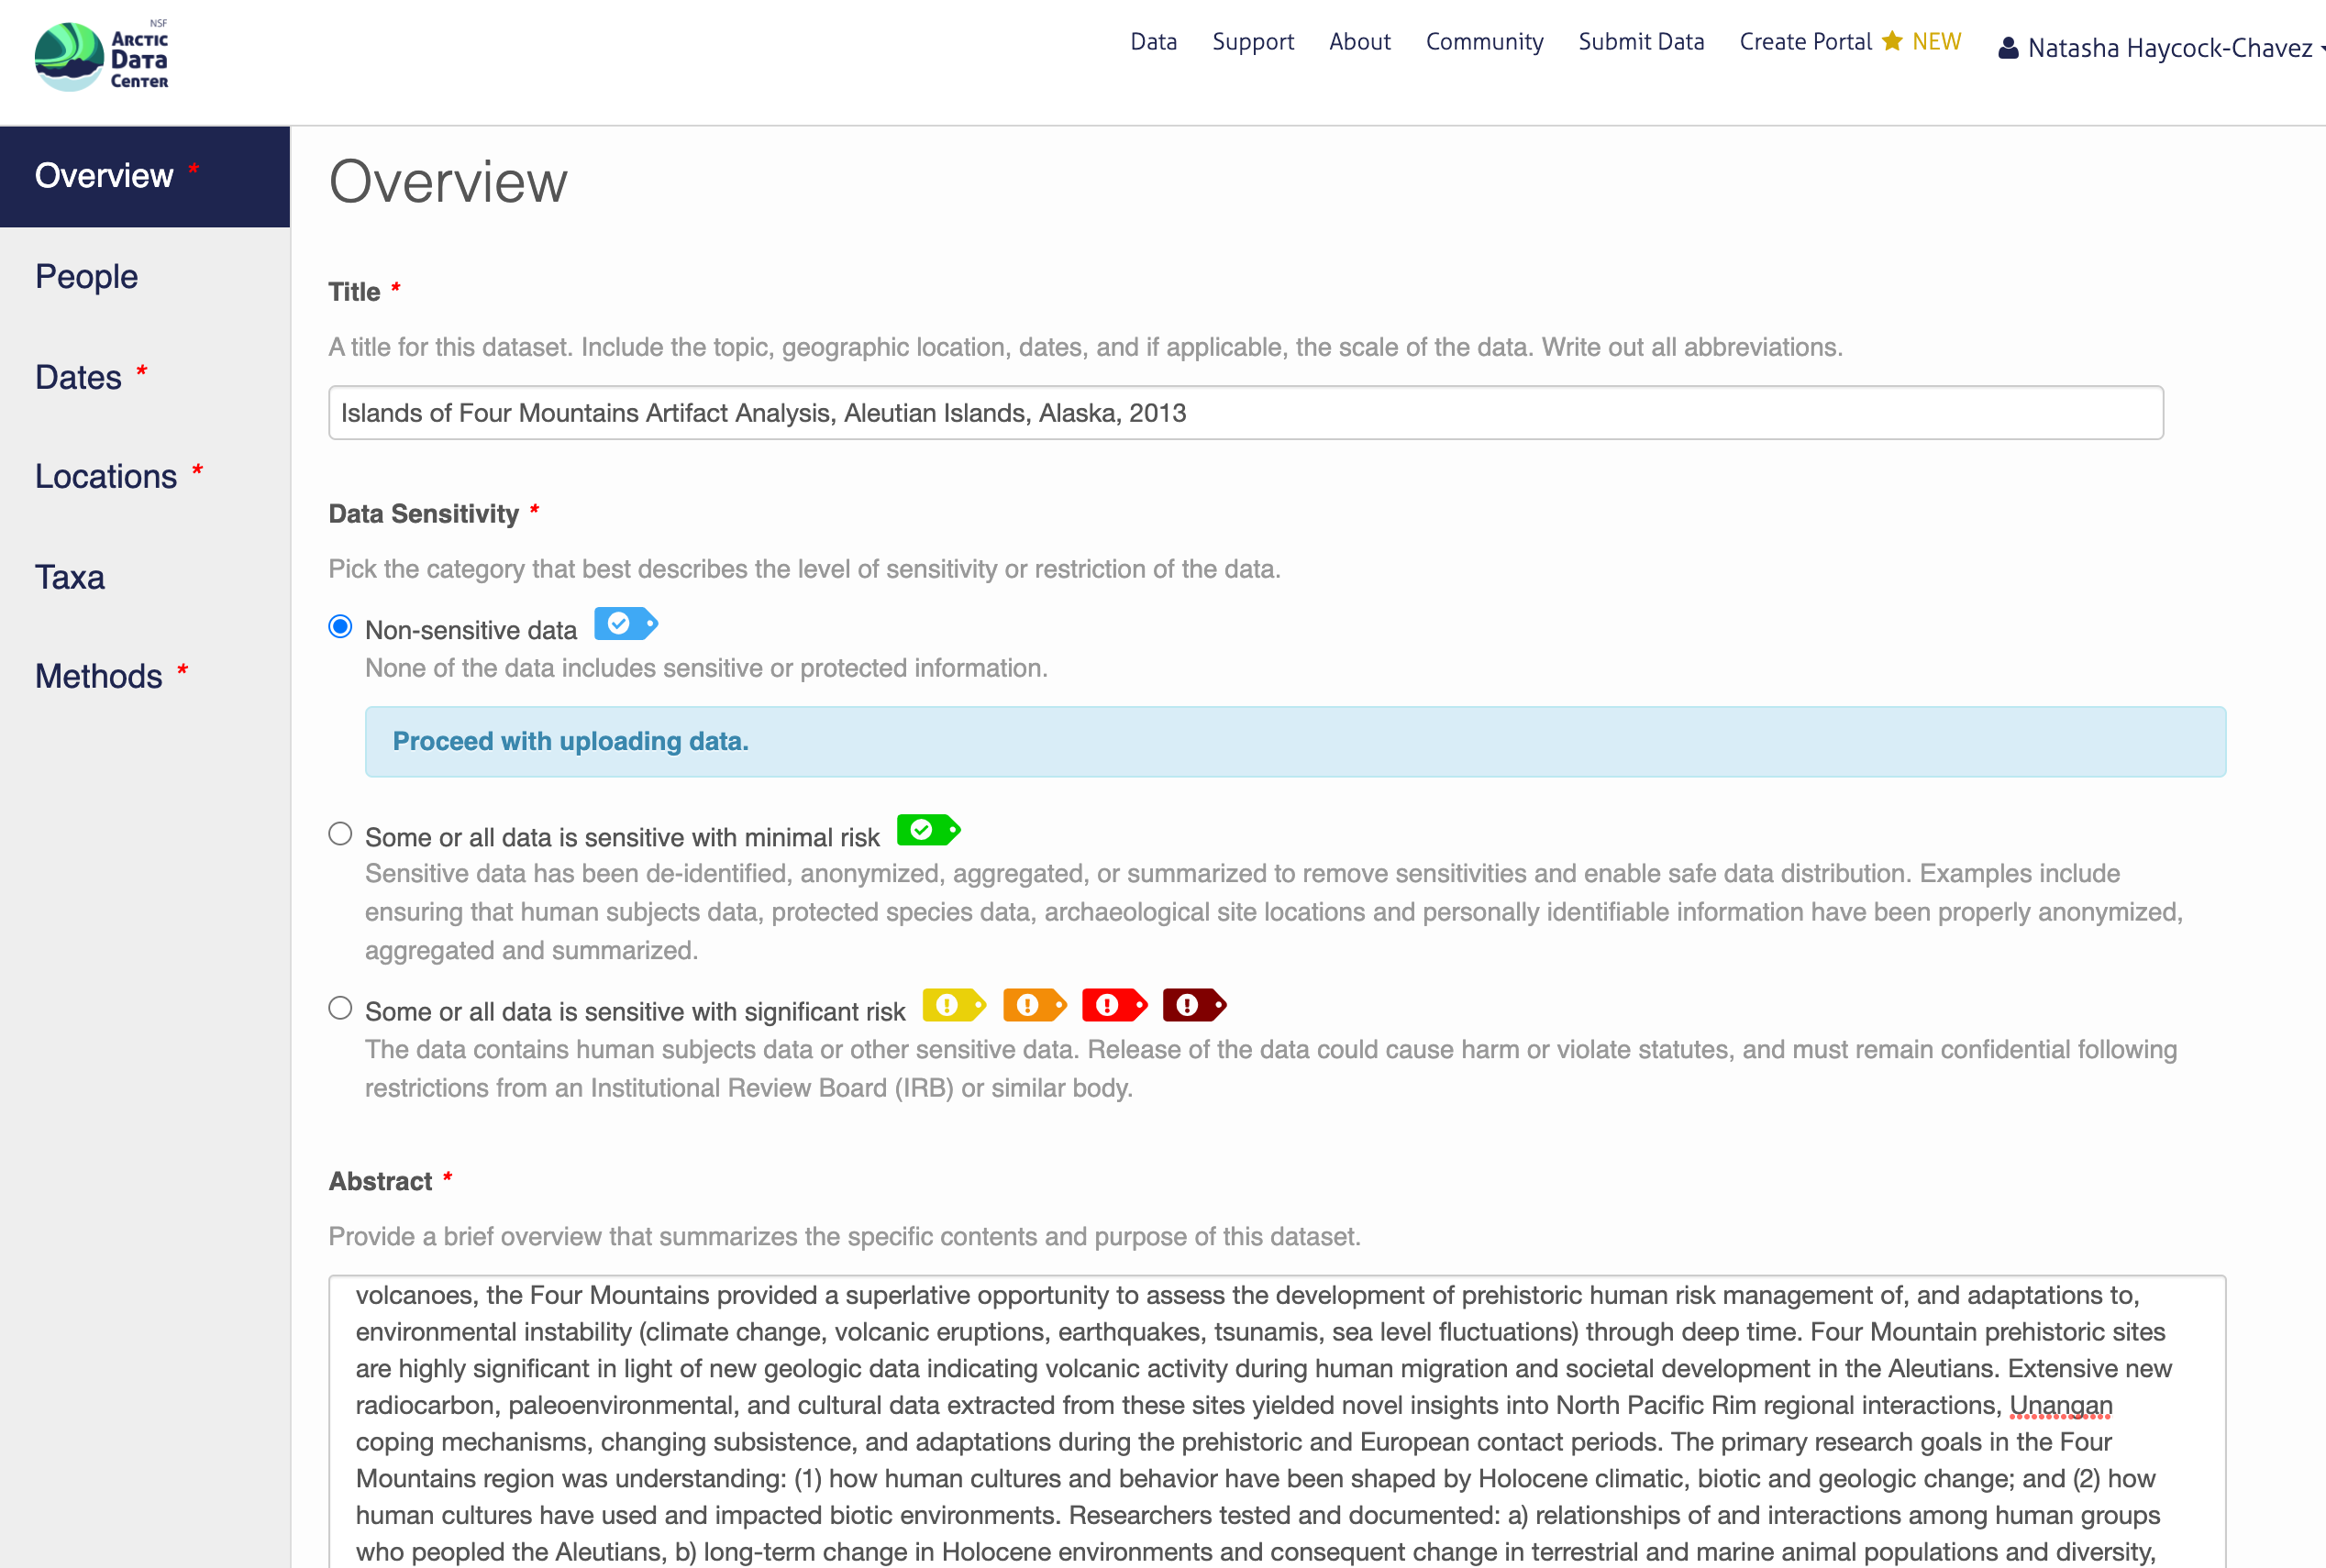 NSF
ARCTIC
DATA
CENTER
Data Support About Community Submit Data Create Portal NEW Natasha Haycock-Chavez
Overview *
People
Dates *
Locations *
Taxa
Methods *
Overview
Title *
A title for this dataset. Include the topic, geographic location, dates, and if applicable, the scale of the data. Write out all abbreviations.
Islands of Four Mountains Artifact Analysis, Aleutian Islands, Alaska, 2013
Data Sensitivity *
Pick the category that best describes the level of sensitivity or restriction of the data.
Non-sensitive data
None of the data includes sensitive or protected information.
Proceed with uploading data.
Some or all data is sensitive with minimal risk
Sensitive data has been de-identified, anonymized, aggregated, or summarized to remove sensitivities and enable safe data distribution. Examples include
ensuring that human subjects data, protected species data, archaeological site locations and personally identifiable information have been properly anonymized,
aggregated and summarized.
Some or all data is sensitive with significant risk
The data contains human subjects data or other sensitive data. Release of the data could cause harm or violate statutes, and must remain confidential following
restrictions from an Institutional Review Board (IRB) or similar body.
Abstract *
Provide a brief overview that summarizes the specific contents and purpose of this dataset.
volcanoes, the Four Mountains provided a superlative opportunity to assess the development of prehistoric human risk management of, and adaptations to,
environmental instability (climate change, volcanic eruptions, earthquakes, tsunamis, sea level fluctuations) through deep time. Four Mountain prehistoric sites
are highly significant in light of new geologic data indicating volcanic activity during human migration and societal development in the Aleutians. Extensive new
radiocarbon, paleoenvironmental, and cultural data extracted from these sites yielded novel insights into North Pacific Rim regional interactions, Unangan
coping mechanisms, changing subsistence, and adaptations during the prehistoric and European contact periods. The primary research goals in the Four
Mountains region was understanding: (1) how human cultures and behavior have been shaped by Holocene climatic, biotic and geologic change; and (2) how
human cultures have used and impacted biotic environments. Researchers tested and documented: a) relationships of and interactions among human groups
who peopled the Aleutians, b) long-term change in Holocene environments and consequent change in terrestrial and marine animal populations and diversity,